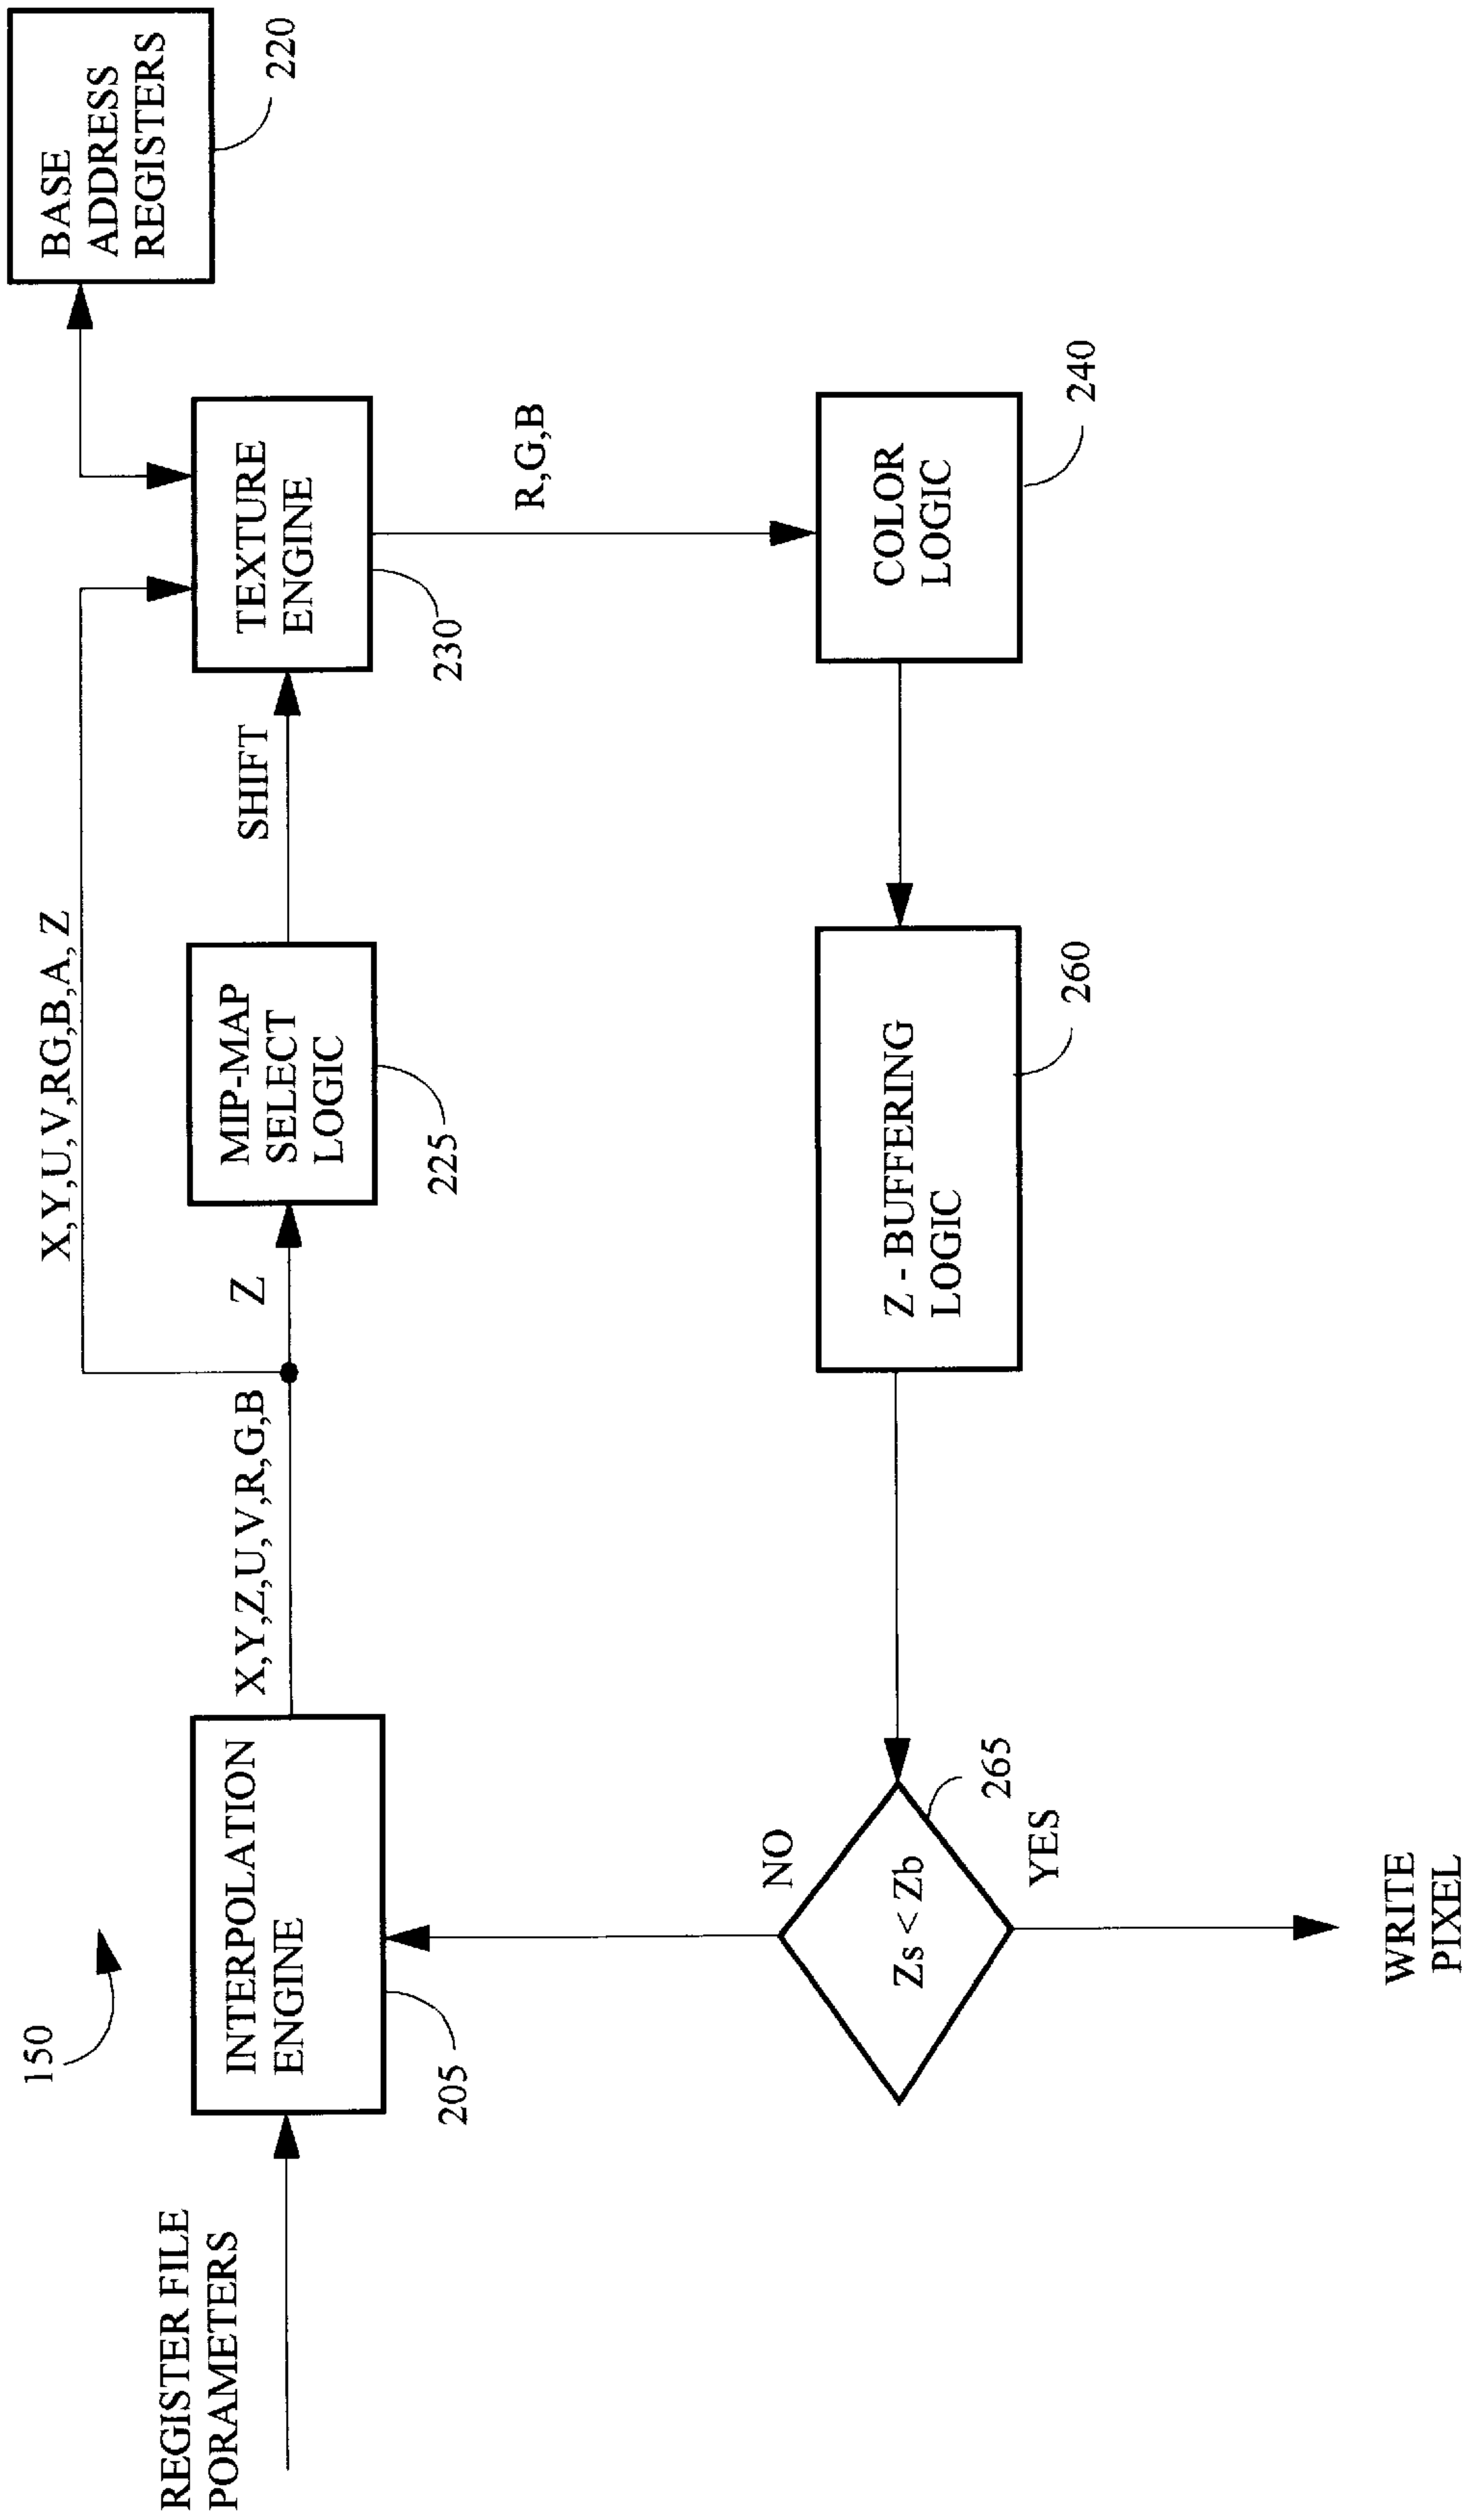 150
BASE
ADDRESS
REGISTERS
220
X,Y,U,V,RG,B,A,Z
REGISTER FILE
PORAMETERS
INTERPOLATION
ENGINE
205
X,Y,Z,U,V,R,G,B
Z
MIP-MAP
SELECT
LOGIC
225
SHIFT
TEXTURE
ENGINE
230
R,G,B
NO
Zs < Zb
265
YES
Z - BUFFERING
LOGIC
260
COLOR
LOGIC
240
WRITE
PIXEL